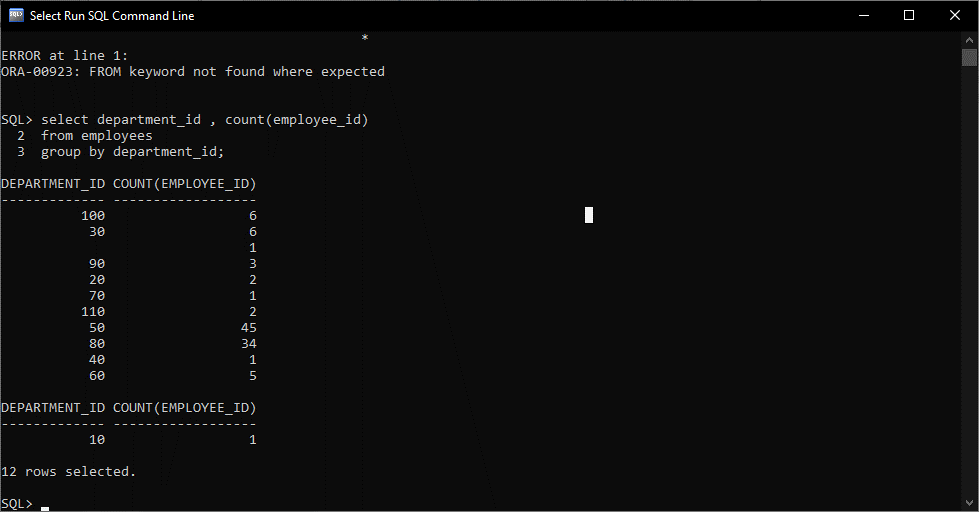 Select Run SQL Command Line
*
ERROR at line 1:
ORA-00923: FROM keyword not found where expected
SQL> select department_id , count(employee_id)
2 from employees
3 group by department_id;
DEPARTMENT_ID COUNT(EMPLOYEE_ID)
------------- ------------------
100 6
30 6
1
90 3
20 2
70 1
110 2
50 45
80 34
40 1
60 5
DEPARTMENT_ID COUNT(EMPLOYEE_ID)
------------- ------------------
10 1
12 rows selected.
SQL>